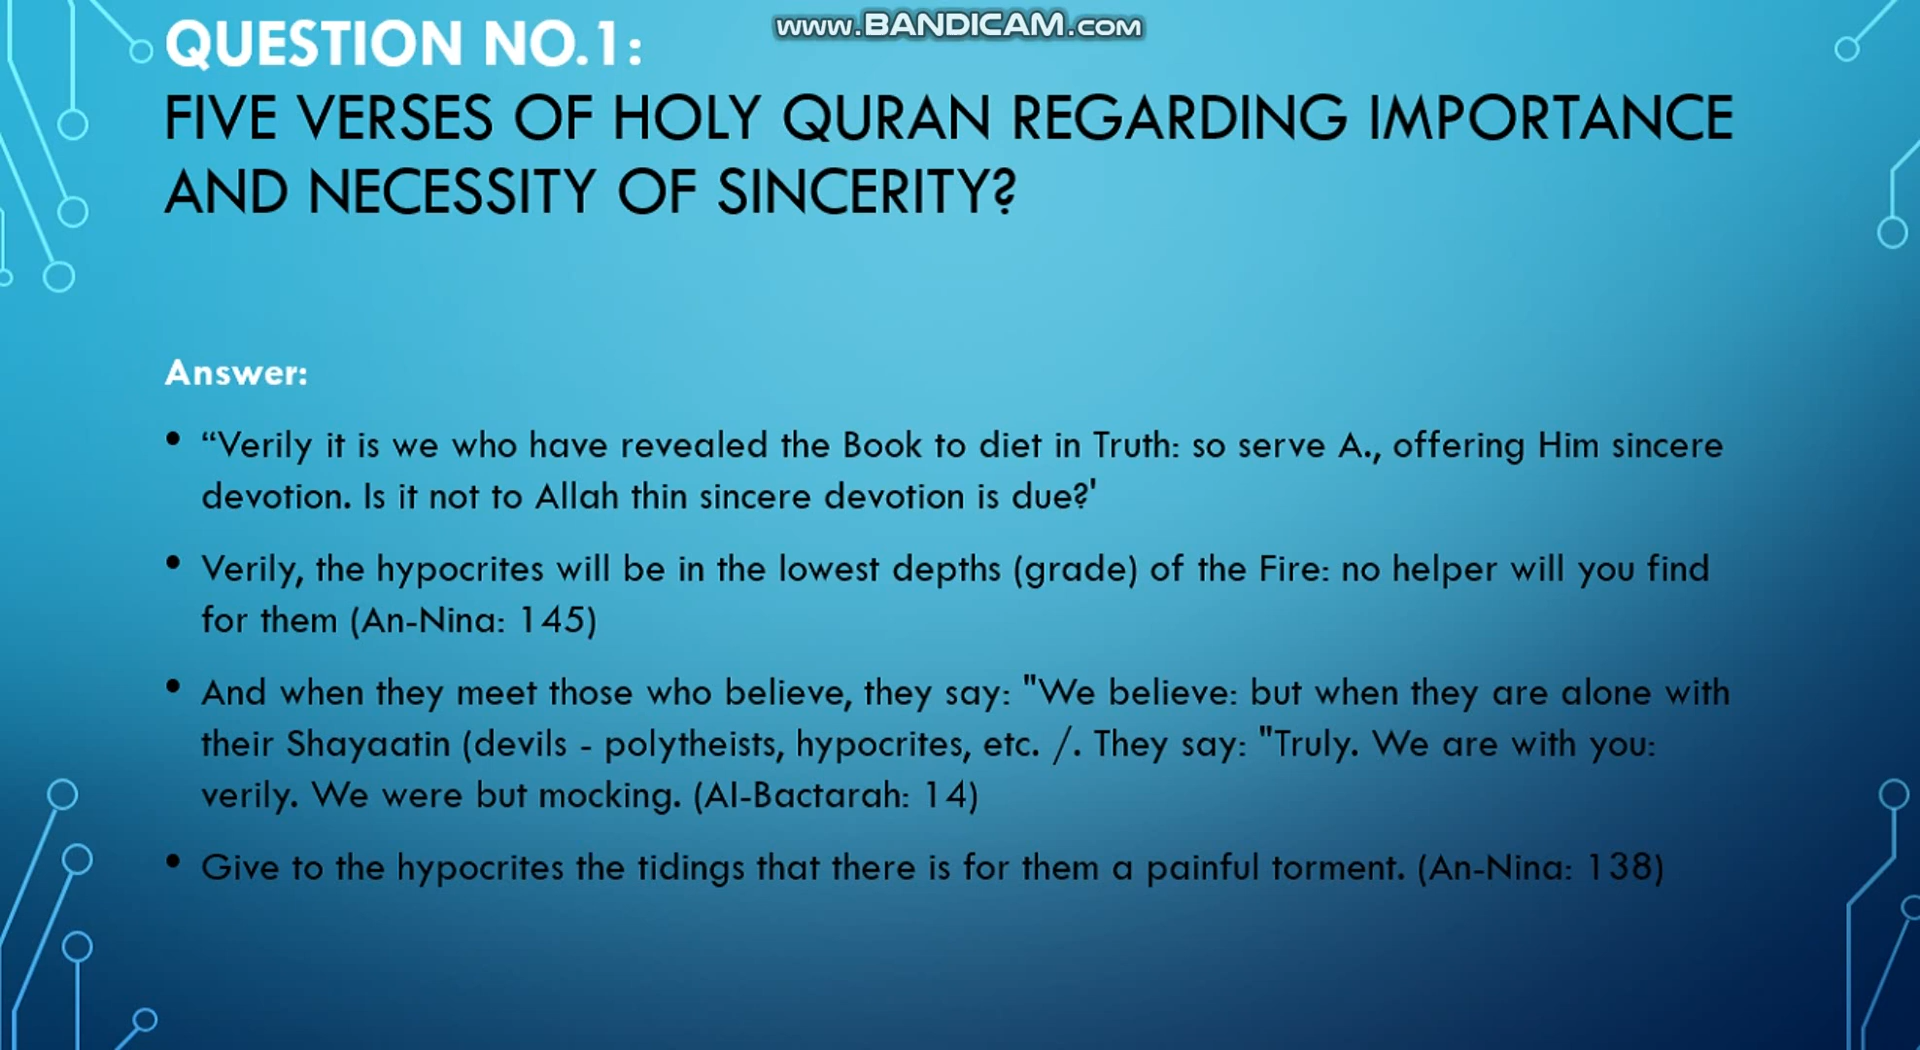 www.BANDICAM.com
QUESTION NO.1:
FIVE VERSES OF HOLY QURAN REGARDING IMPORTANCE
AND NECESSITY OF SINCERITY?
Answer:
• “Verily it is we who have revealed the Book to diet in Truth: so serve A., offering Him sincere
devotion. Is it not to Allah thin sincere devotion is due?'
• Verily, the hypocrites will be in the lowest depths (grade) of the Fire: no helper will you find
for them (An-Nina: 145)
• And when they meet those who believe, they say: "We believe: but when they are alone with
their Shayaatin (devils - polytheists, hypocrites, etc. /. They say: "Truly. We are with you:
verily. We were but mocking. (Al-Bactarah: 14)
• Give to the hypocrites the tidings that there is for them a painful torment. (An-Nina: 138)